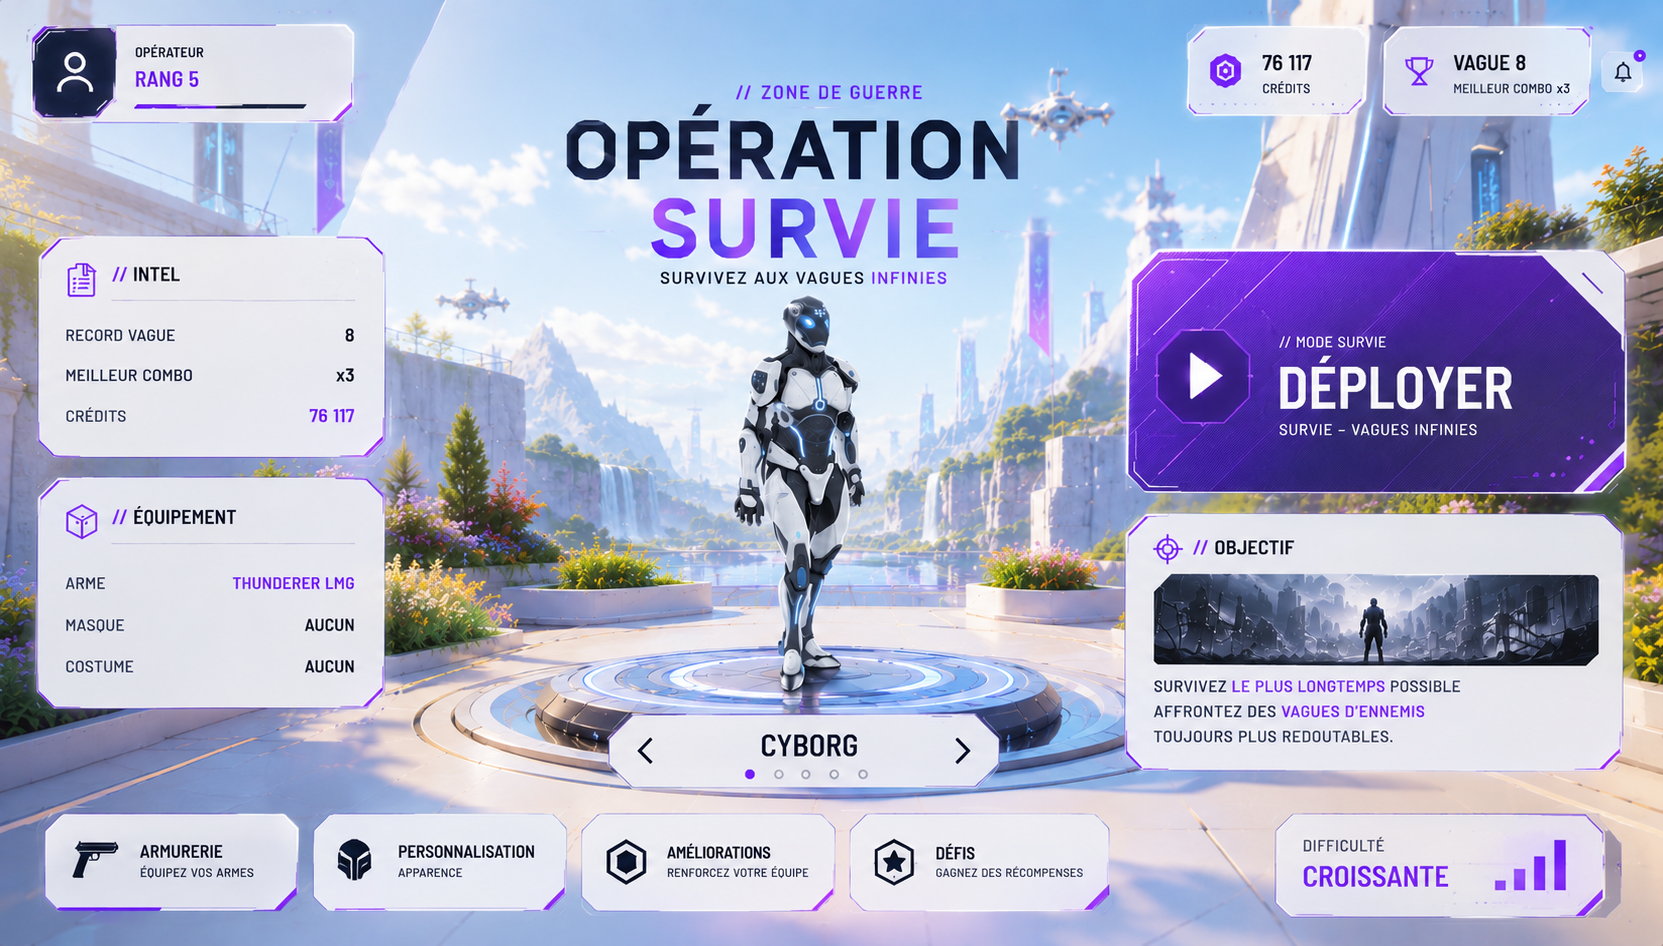 OPÉRATEUR
RANG 5
76 117
CRÉDITS
VAGUE 8
MEILLEUR COMBO x3
// ZONE DE GUERRE
OPÉRATION
SURVIE
SURVIVEZ AUX VAGUES INFINIES
// INTEL
RECORD VAGUE 8
MEILLEUR COMBO x3
CRÉDITS 76 117
// ÉQUIPEMENT
ARME THUNDERER LMG
MASQUE AUCUN
COSTUME AUCUN
// MODE SURVIE
DÉPLOYER
SURVIE – VAGUES INFINIES
// OBJECTIF
SURVIVEZ LE PLUS LONGTEMPS POSSIBLE
AFFRONTEZ DES VAGUES D'ENNEMIS
TOUJOURS PLUS REDOUTABLES.
CYBORG
ARMURERIE
ÉQUIPEZ VOS ARMES
PERSONNALISATION
APPARENCE
AMÉLIORATIONS
RENFORCEZ VOTRE ÉQUIPE
DÉFIS
GAGNEZ DES RÉCOMPENSES
DIFFICULTÉ
CROISSANTE